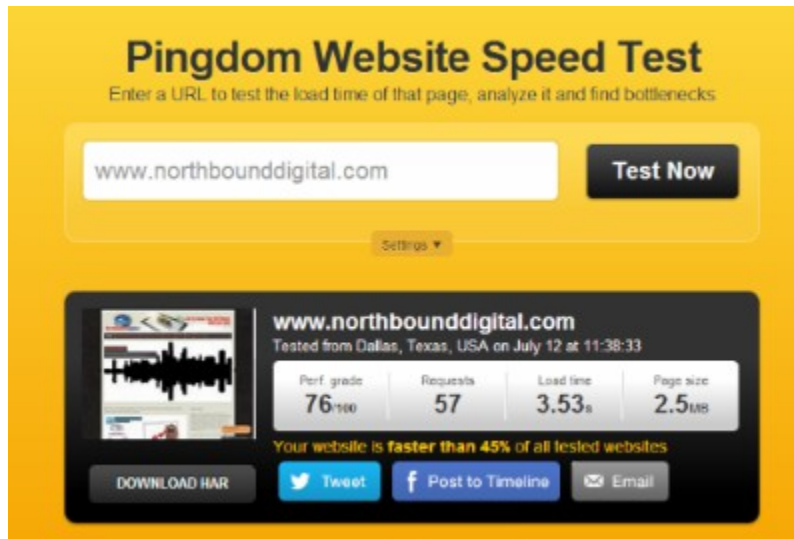 Pingdom Website Speed Test
Enter a URL to test the load time of that page, analyze it and find bottlenecks
www.northbounddigital.com
Test Now
Settings ▼
www.northbounddigital.com
Tested from Dallas, Texas, USA on July 12 at 11:38:33
Perf. grade Requests Load time Page size
76/100 57 3.53s 2.5MB
Your website is faster than 45% of all tested websites
DOWNLOAD HAR
Tweet
Post to Timeline
Email